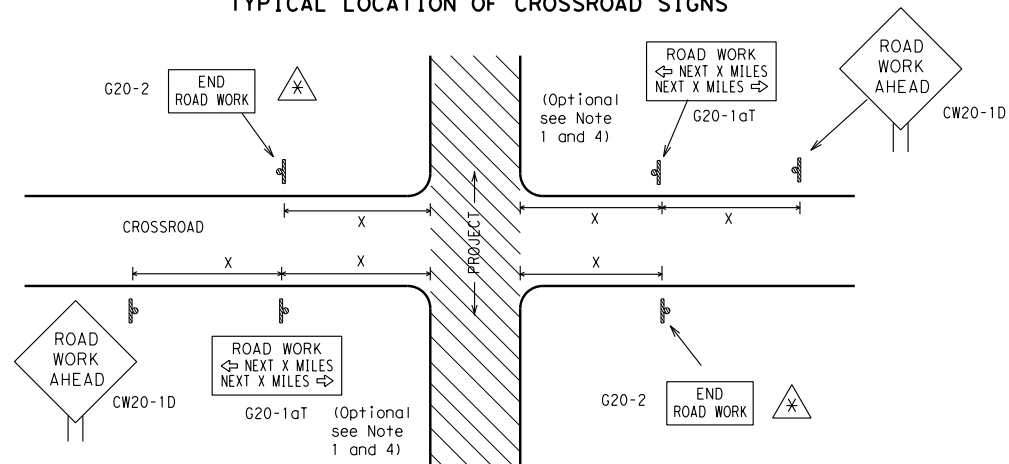 TYPICAL LOCATION OF CROSSROAD SIGNS
G20-2
END
ROAD WORK
*
(Optional
see Note
1 and 4)
ROAD WORK
⇦ NEXT X MILES
NEXT X MILES ⇨
G20-1aT
ROAD
WORK
AHEAD
CW20-1D
X
X
X
CROSSROAD
PROJECT
X
X
X
ROAD
WORK
AHEAD
CW20-1D
ROAD WORK
⇦ NEXT X MILES
NEXT X MILES ⇨
G20-1aT
(Optional
see Note
1 and 4)
G20-2
END
ROAD WORK
*